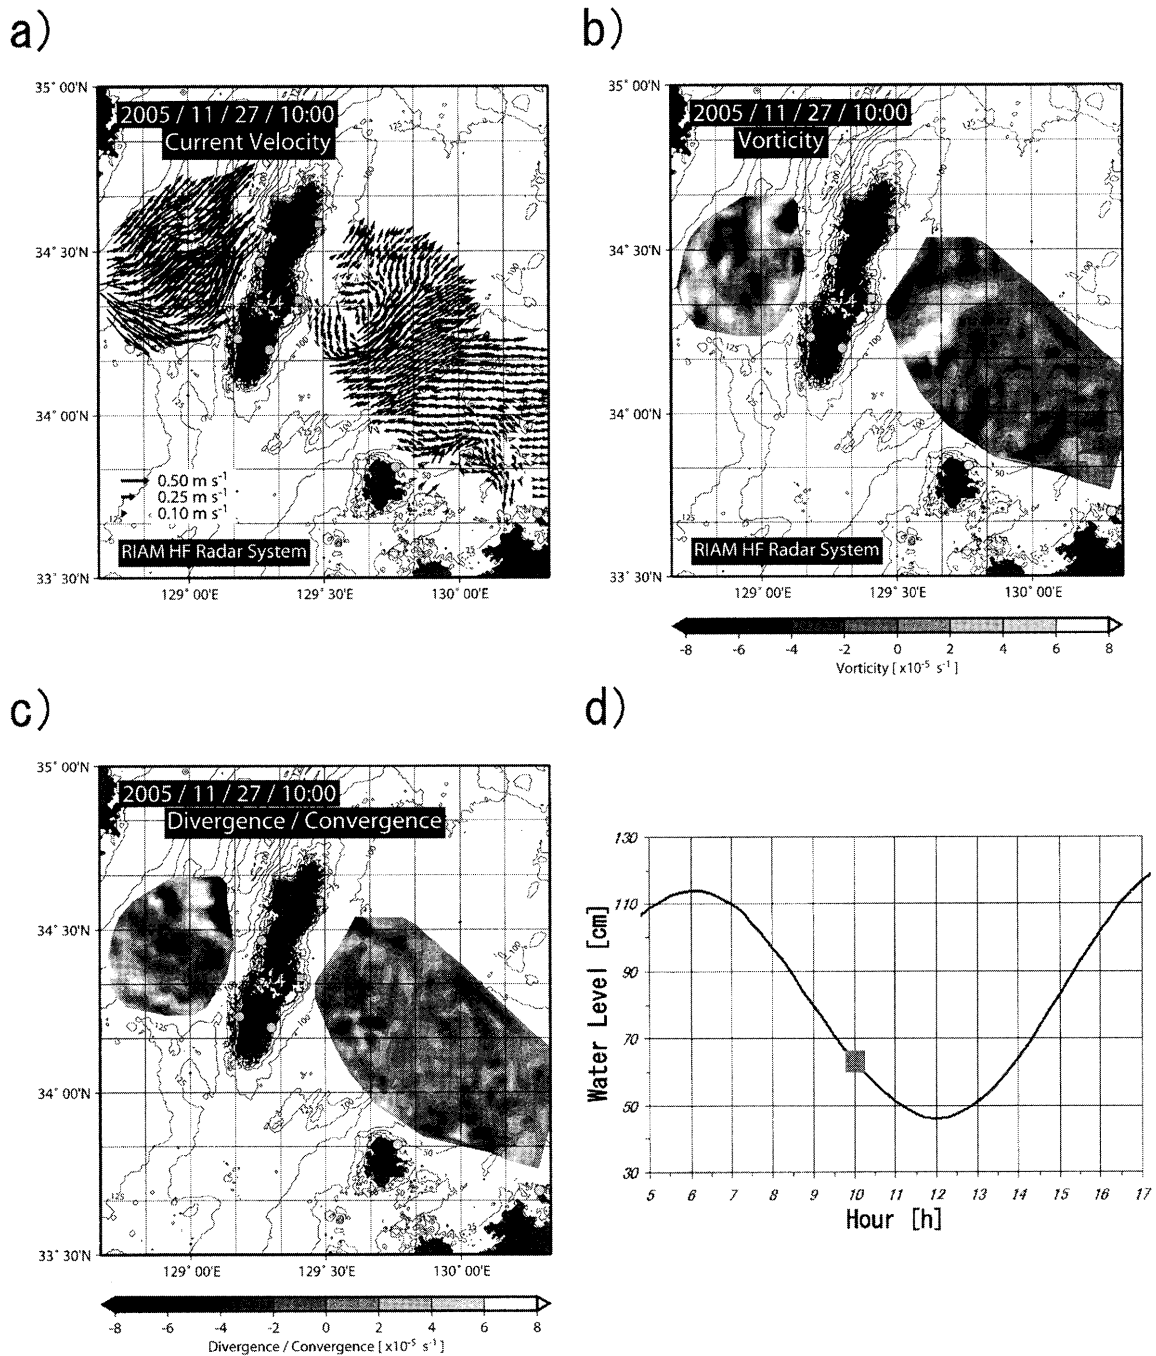 a)
35° 00'N
2005 / 11 / 27 / 10:00
Current Velocity
34° 30'N
34° 00'N
0.50 m s⁻¹
0.25 m s⁻¹
0.10 m s⁻¹
RIAM HF Radar System
33° 30'N
129° 00'E
129° 30'E
130° 00'E
b)
35° 00'N
2005 / 11 / 27 / 10:00
Vorticity
34° 30'N
34° 00'N
RIAM HF Radar System
33° 30'N
129° 00'E
129° 30'E
130° 00'E
-8 -6 -4 -2 0 2 4 6 8
Vorticity [ x10⁻⁵ s⁻¹ ]
c)
35° 00'N
2005 / 11 / 27 / 10:00
Divergence / Convergence
34° 30'N
34° 00'N
33° 30'N
129° 00'E
129° 30'E
130° 00'E
-8 -6 -4 -2 0 2 4 6 8
Divergence / Convergence [ x10⁻⁵ s⁻¹ ]
d)
130
110
90
70
50
30
Water Level [cm]
5 6 7 8 9 10 11 12 13 14 15 16 17
Hour [h]